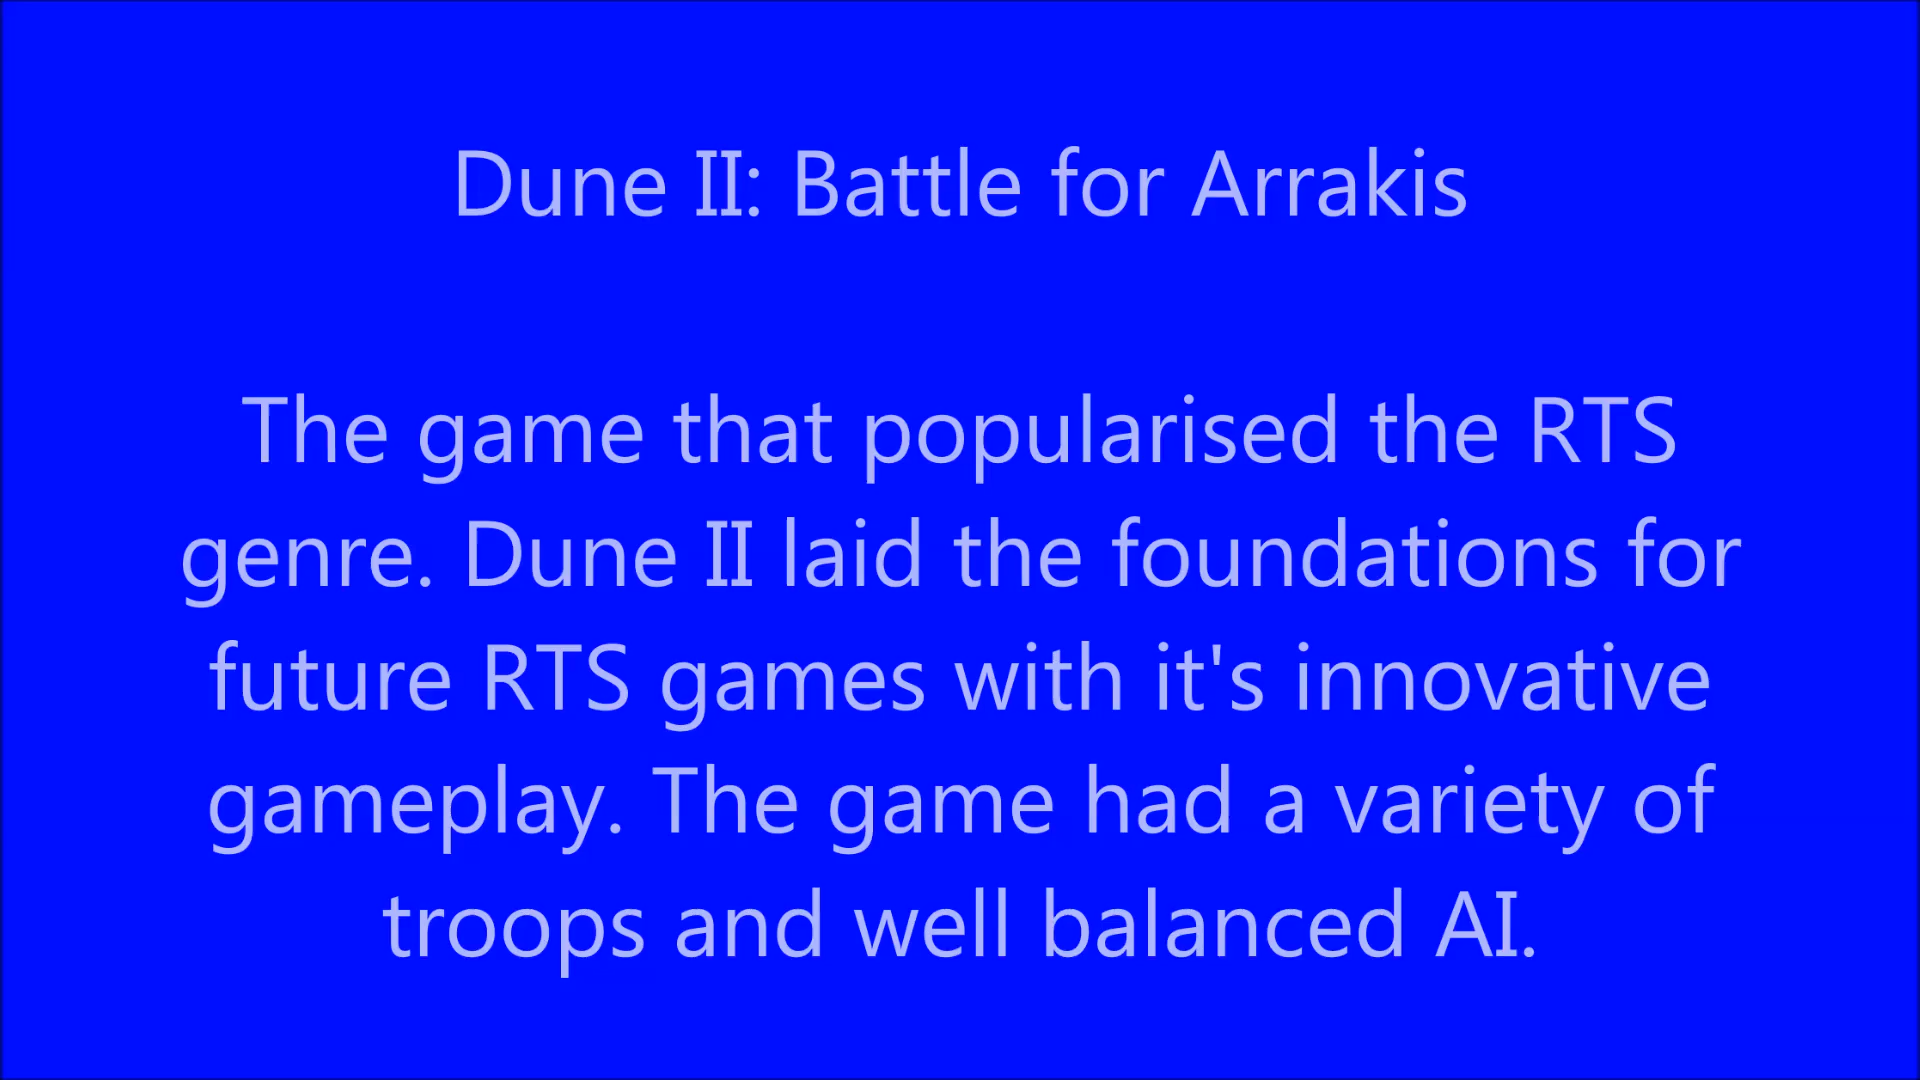 Dune II: Battle for Arrakis
The game that popularised the RTS
genre. Dune II laid the foundations for
future RTS games with it's innovative
gameplay. The game had a variety of
troops and well balanced AI.